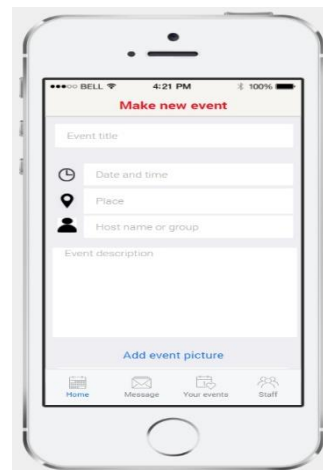 ●●●○○ BELL 4:21 PM 100%
Make new event
Event title
Date and time
Place
Host name or group
Event description
Add event picture
Home Message Your events Staff